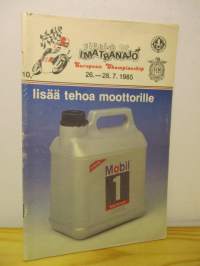 IMATRANAJO
European Championship
26.—28. 7. 1985
10,
lisää tehoa moottorille
Mobil
1